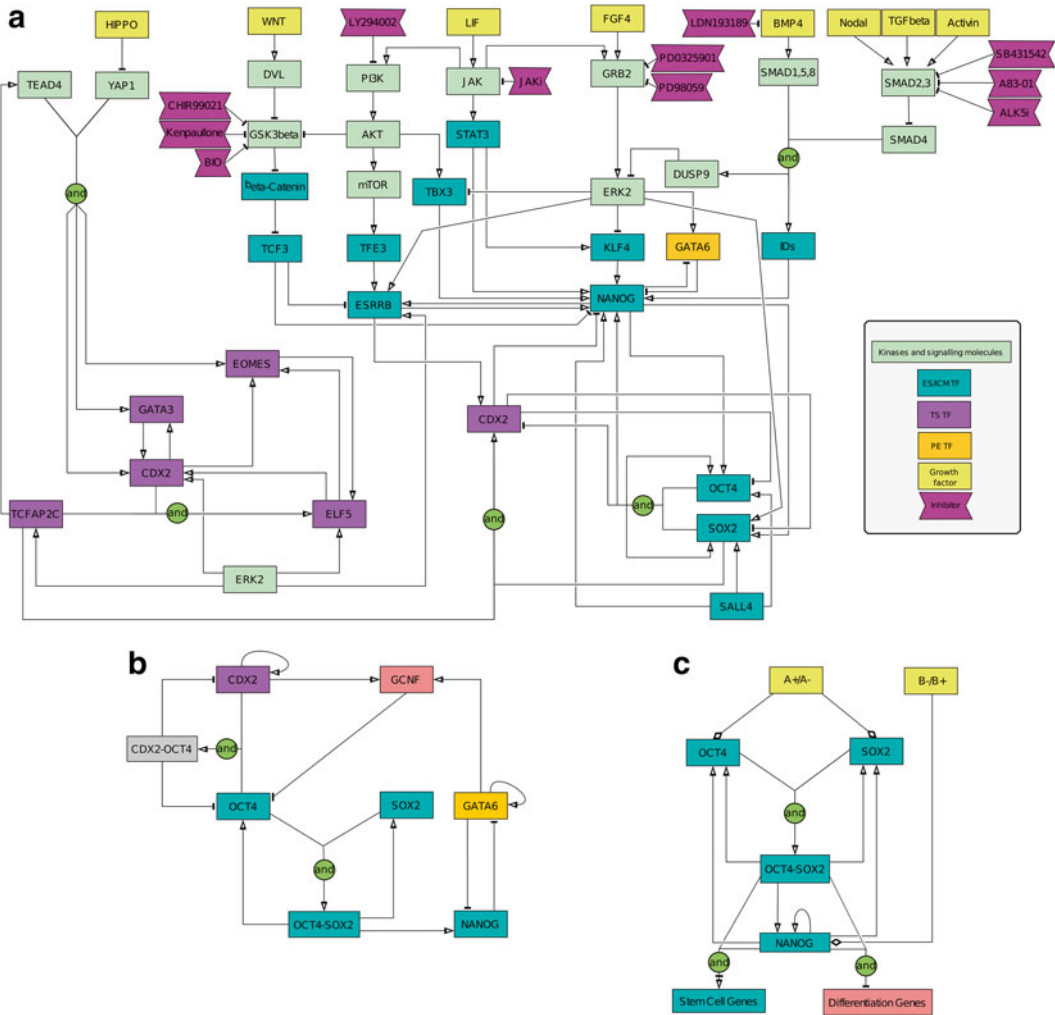 a
HIPPO
WNT
LY294002
LIF
FGF4
LDN193189
BMP4
Nodal
TGFbeta
Activin
TEAD4
YAP1
DVL
PI3K
JAK
JAKi
GRB2
PD0325901
PD98059
SMAD1,5,8
SMAD2,3
SB431542
A83-01
ALK5i
CHIR99021
Kenpaullone
BIO
GSK3beta
AKT
STAT3
SMAD4
and
and
beta-Catenin
mTOR
TBX3
ERK2
DUSP9
TCF3
TFE3
KLF4
GATA6
IDs
ESRRB
NANOG
EOMES
GATA3
CDX2
CDX2
TCFAP2C
and
ELF5
and
and
OCT4
SOX2
ERK2
SALL4
Kinases and signalling molecules
ES/ICM TF
TS TF
PE TF
Growth
factor
Inhibitor
b
CDX2
GCNF
CDX2-OCT4
and
OCT4
SOX2
GATA6
and
OCT4-SOX2
NANOG
c
A+/A-
B-/B+
OCT4
SOX2
and
OCT4-SOX2
NANOG
and
and
Stem Cell Genes
Differentiation Genes